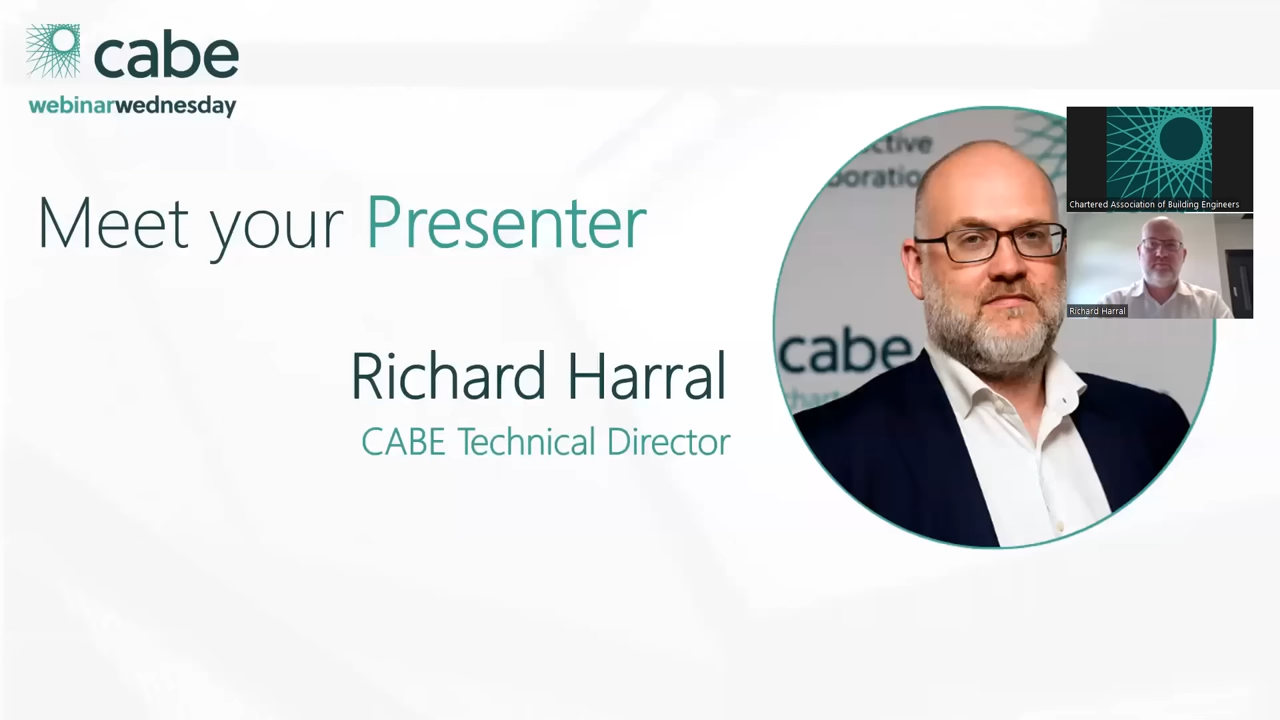 cabe
webinarwednesday
Meet your Presenter
Richard Harral
CABE Technical Director
cabe
Chartered Association of Building Engineers
Richard Harral